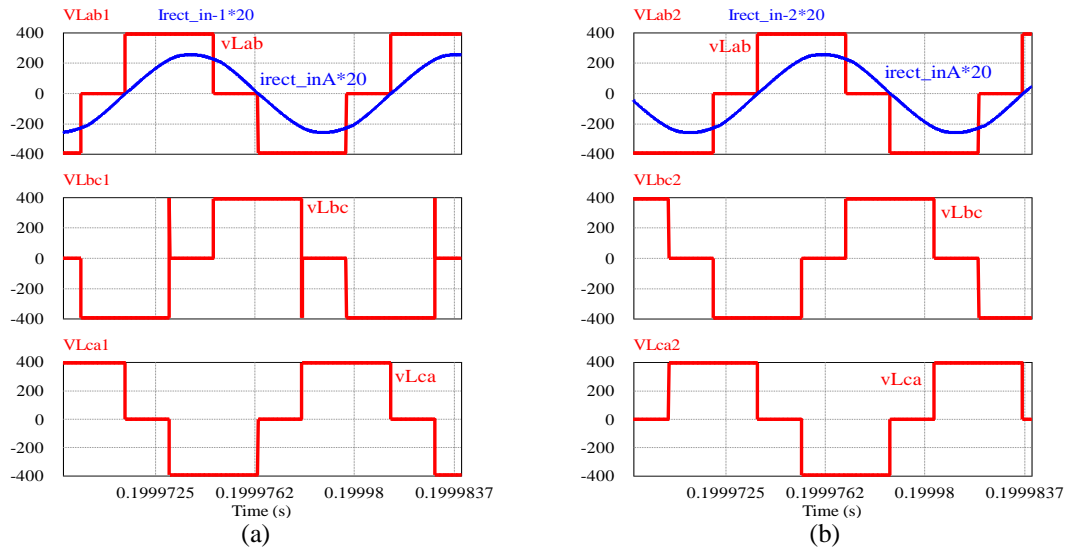 VLab1 Irect_in-1*20
400
200
0
-200
-400
vLab
irect_inA*20
VLbc1
400
200
0
-200
-400
vLbc
VLca1
400
200
0
-200
-400
vLca
0.1999725 0.1999762 0.19998 0.1999837
Time (s)
(a)
VLab2 Irect_in-2*20
400
200
0
-200
-400
vLab
irect_inA*20
VLbc2
400
200
0
-200
-400
vLbc
VLca2
400
200
0
-200
-400
vLca
0.1999725 0.1999762 0.19998 0.1999837
Time (s)
(b)